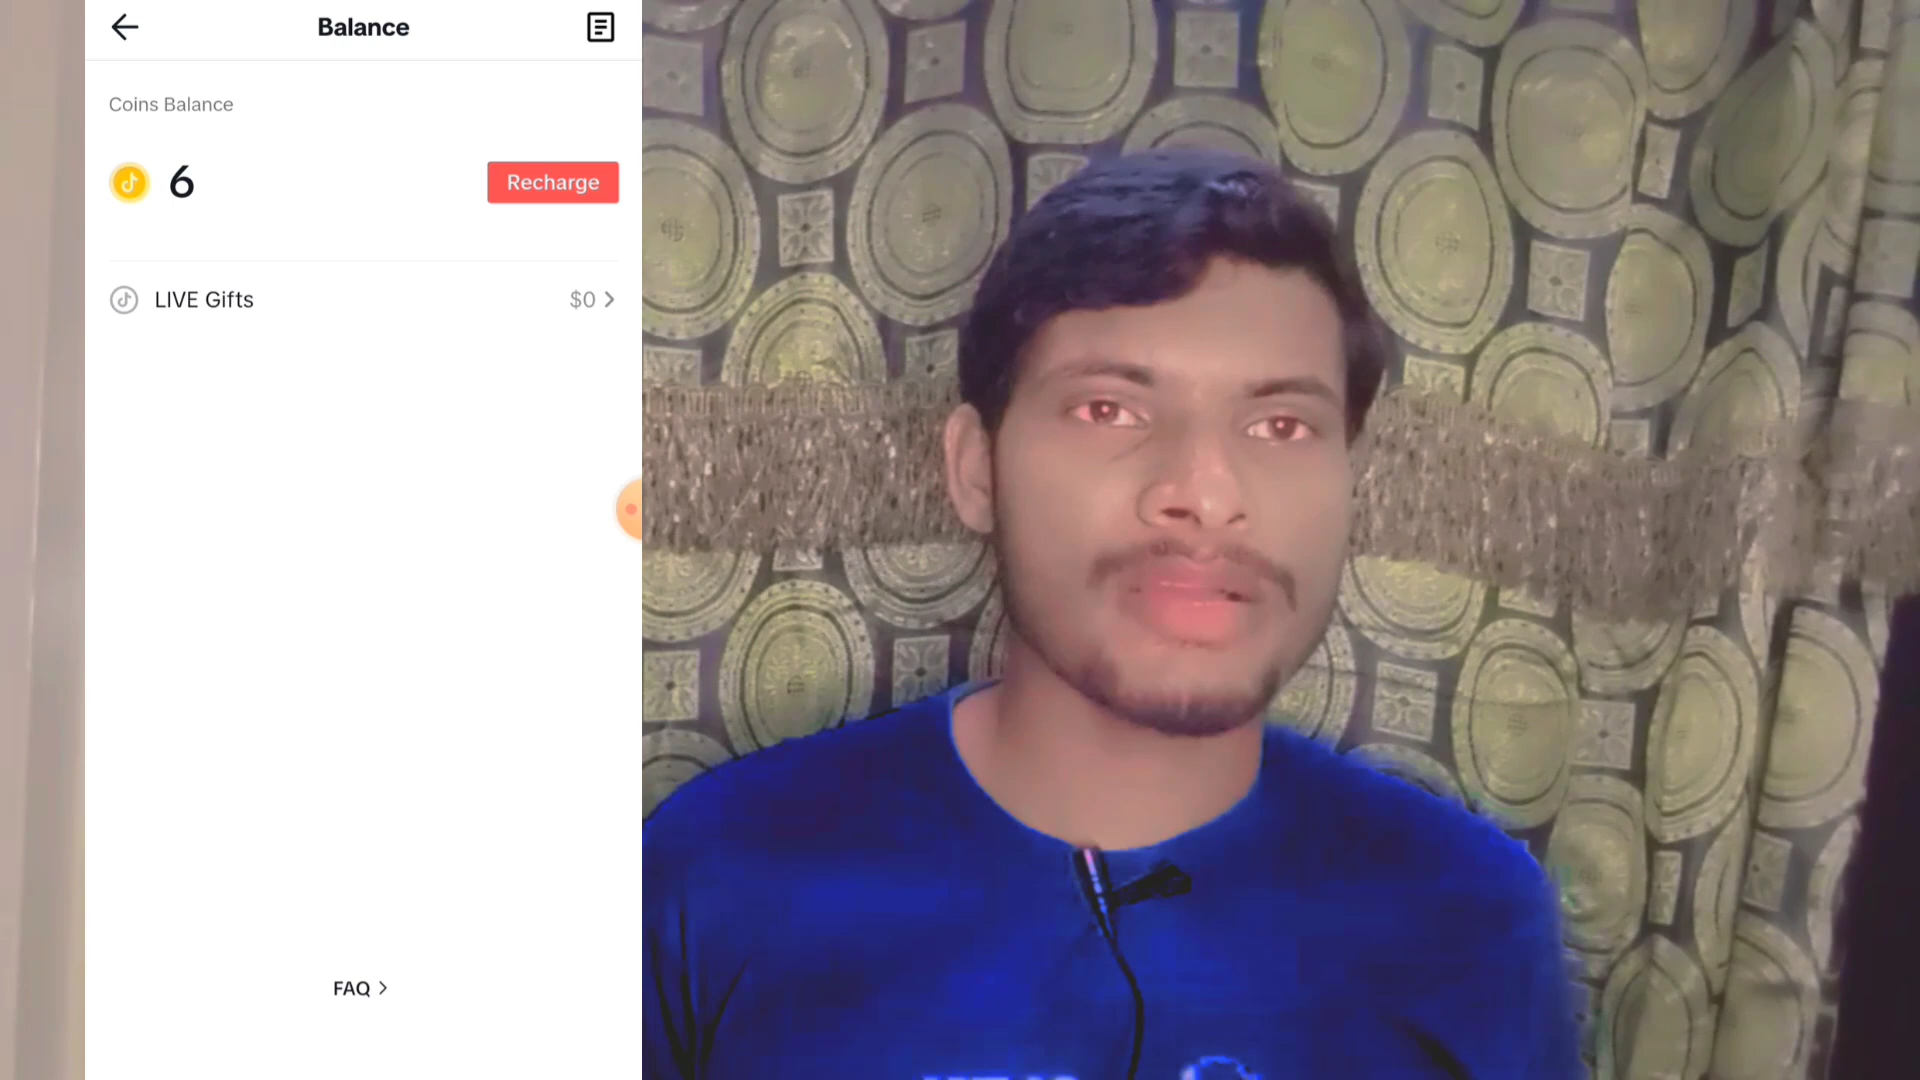 Balance
Coins Balance
6
Recharge
LIVE Gifts
$0
FAQ